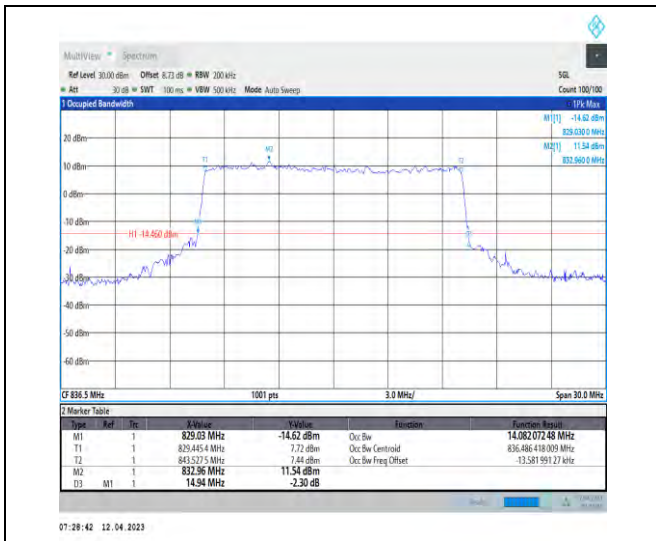 MultiView Spectrum
Ref Level 30.00 dBm Offset 8.73 dB RBW 200 kHz SGL
Att 30 dB SWT 100 ms VBW 500 kHz Mode Auto Sweep Count 100/100
1 Occupied Bandwidth 1Pk Max
M1[1] -14.62 dBm
829.030 0 MHz
M2[1] 11.54 dBm
832.960 0 MHz
20 dBm
M2
T1 T2
10 dBm
0 dBm
-10 dBm
H1 -14.460 dBm
-20 dBm
-30 dBm
-40 dBm
-50 dBm
-60 dBm
CF 836.5 MHz 1001 pts 3.0 MHz/ Span 30.0 MHz
2 Marker Table
Type Ref Trc X-Value Y-Value Function Function Result
M1 1 829.03 MHz -14.62 dBm Occ Bw 14.082 072 48 MHz
T1 1 829.445 4 MHz 7.72 dBm Occ Bw Centroid 836.486 418 009 MHz
T2 1 843.527 5 MHz 7.44 dBm Occ Bw Freq Offset -13.581 991 27 kHz
M2 1 832.96 MHz 11.54 dBm
D3 M1 1 14.94 MHz -2.30 dB
07:28:42 12.04.2023